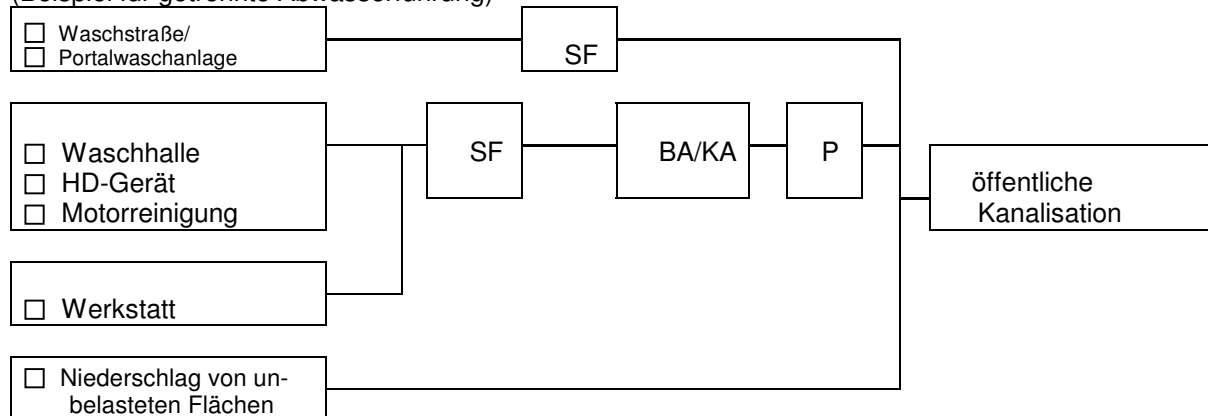 (Beispiel für getrennte Abwasserführung)
Waschstraße/
Portalwaschanlage
SF
Waschhalle
HD-Gerät
Motorreinigung
SF
BA/KA
P
öffentliche
Kanalisation
Werkstatt
Niederschlag von un-
belasteten Flächen